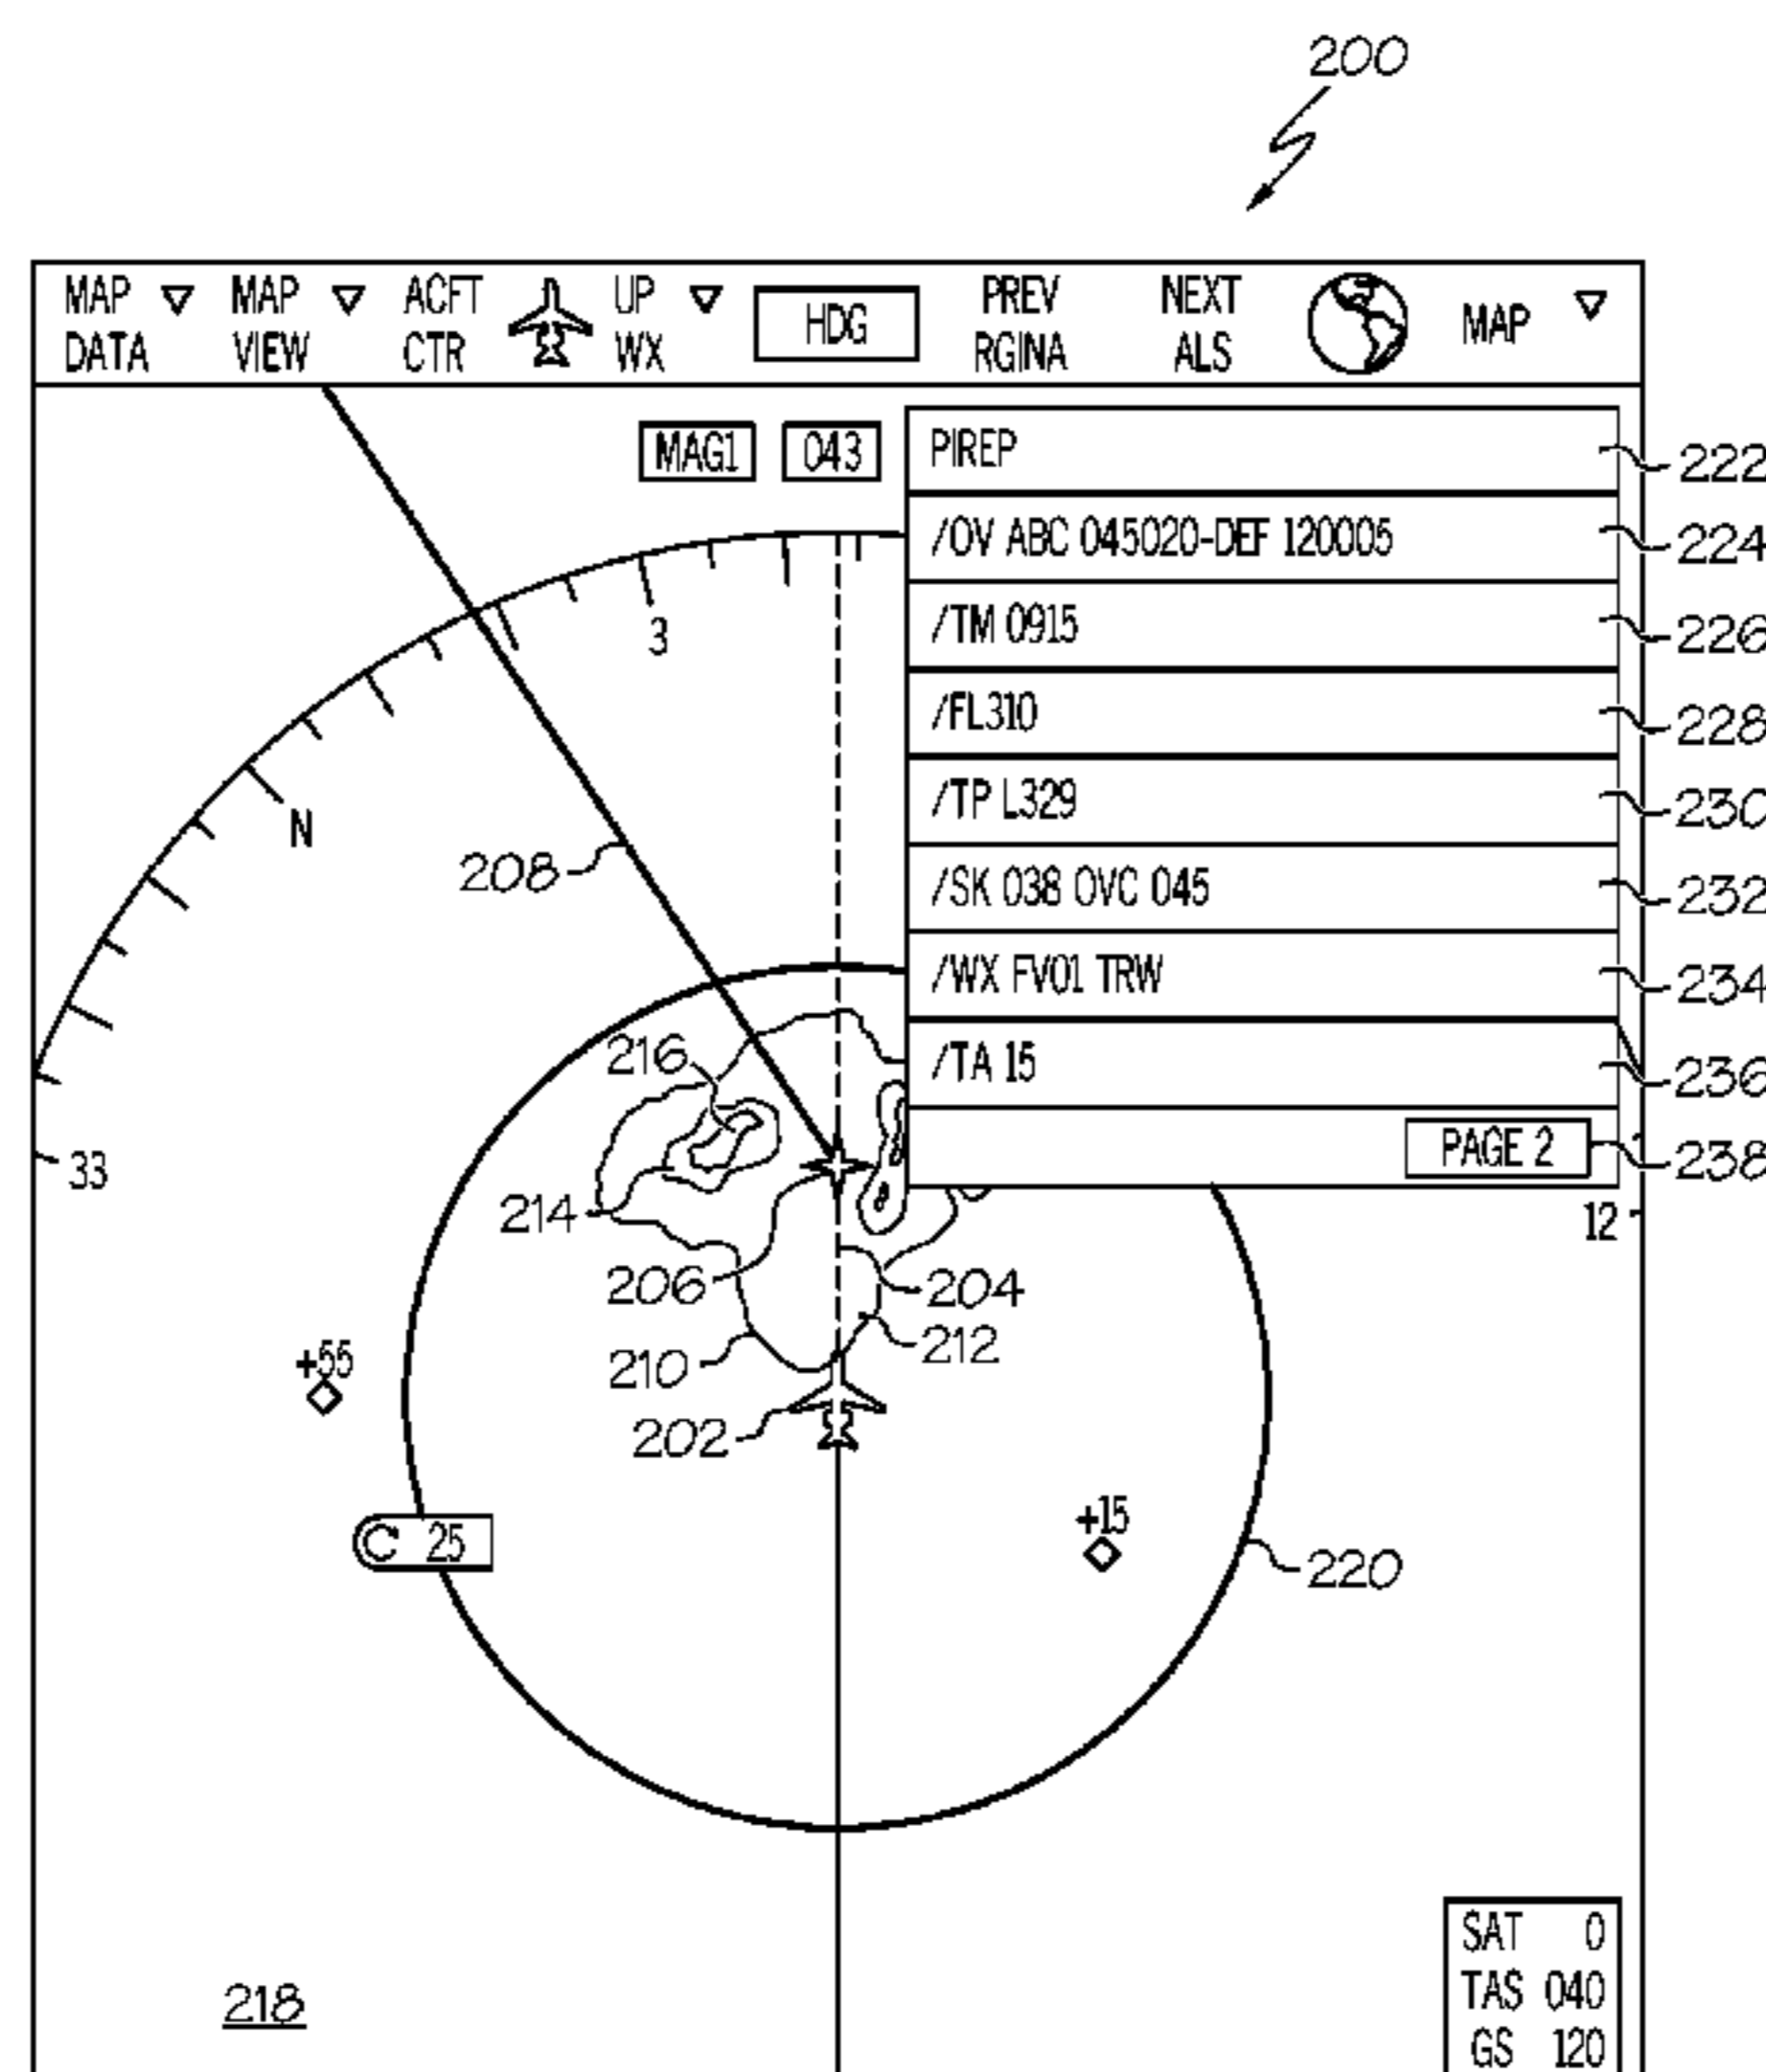 200
MAP DATA
MAP VIEW
ACFT CTR
UP WX
HDG
PREV RGINA
NEXT ALS
MAP
MAG1
043
PIREP
222
/OV ABC 045020-DEF 120005
224
/TM 0915
226
/FL310
228
/TP L329
230
/SK 038 OVC 045
232
/WX FV01 TRW
234
/TA 15
236
PAGE 2
238
3
N
208
33
12
216
214
206
204
212
210
202
+55
25
+15
220
218
SAT 0
TAS 040
GS 120